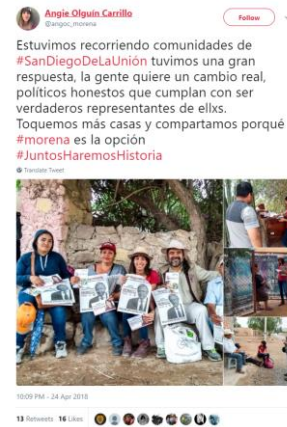 Angie Olguín Carrillo
@angoc_morena
Follow
Estuvimos recorriendo comunidades de
#SanDiegoDeLaUnión tuvimos una gran
respuesta, la gente quiere un cambio real,
políticos honestos que cumplan con ser
verdaderos representantes de ellxs.
Toquemos más casas y compartamos porqué
#morena es la opción
#JuntosHaremosHistoria
Translate Tweet
10:09 PM - 24 Apr 2018
13 Retweets 16 Likes